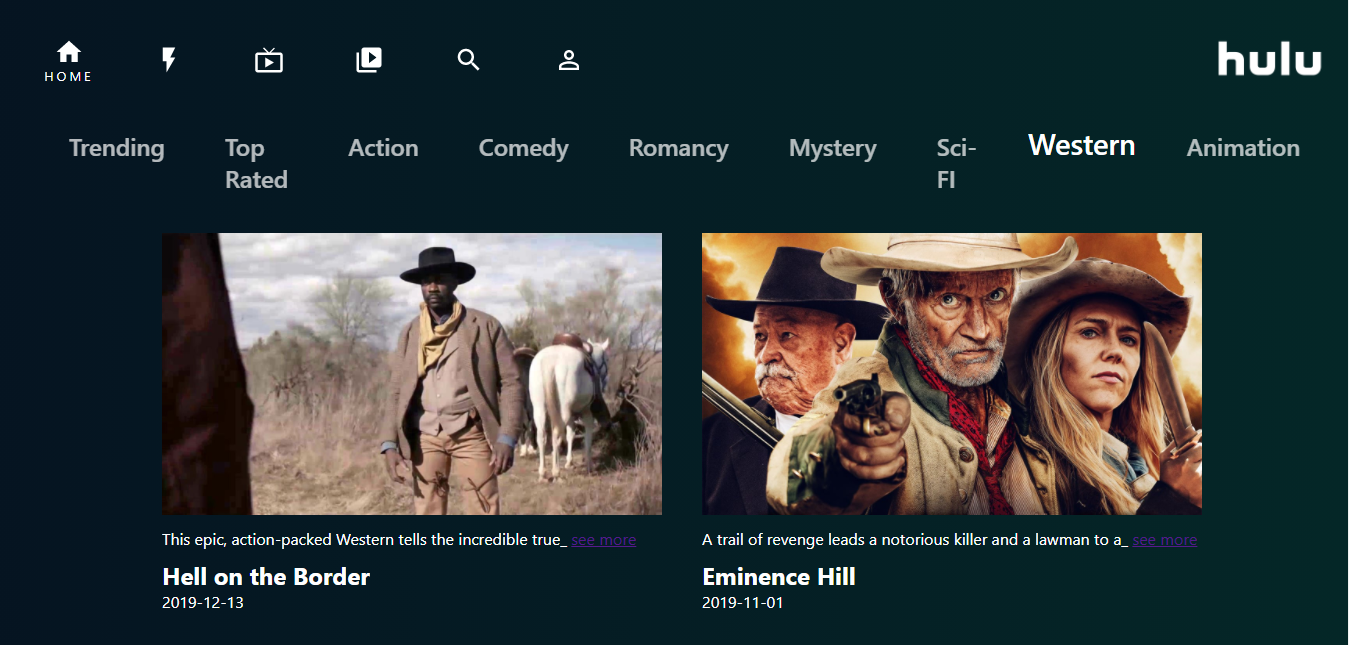 HOME
hulu
Trending Top Rated Action Comedy Romancy Mystery Sci-FI Western Animation
This epic, action-packed Western tells the incredible true_ see more
Hell on the Border
2019-12-13
A trail of revenge leads a notorious killer and a lawman to a_ see more
Eminence Hill
2019-11-01